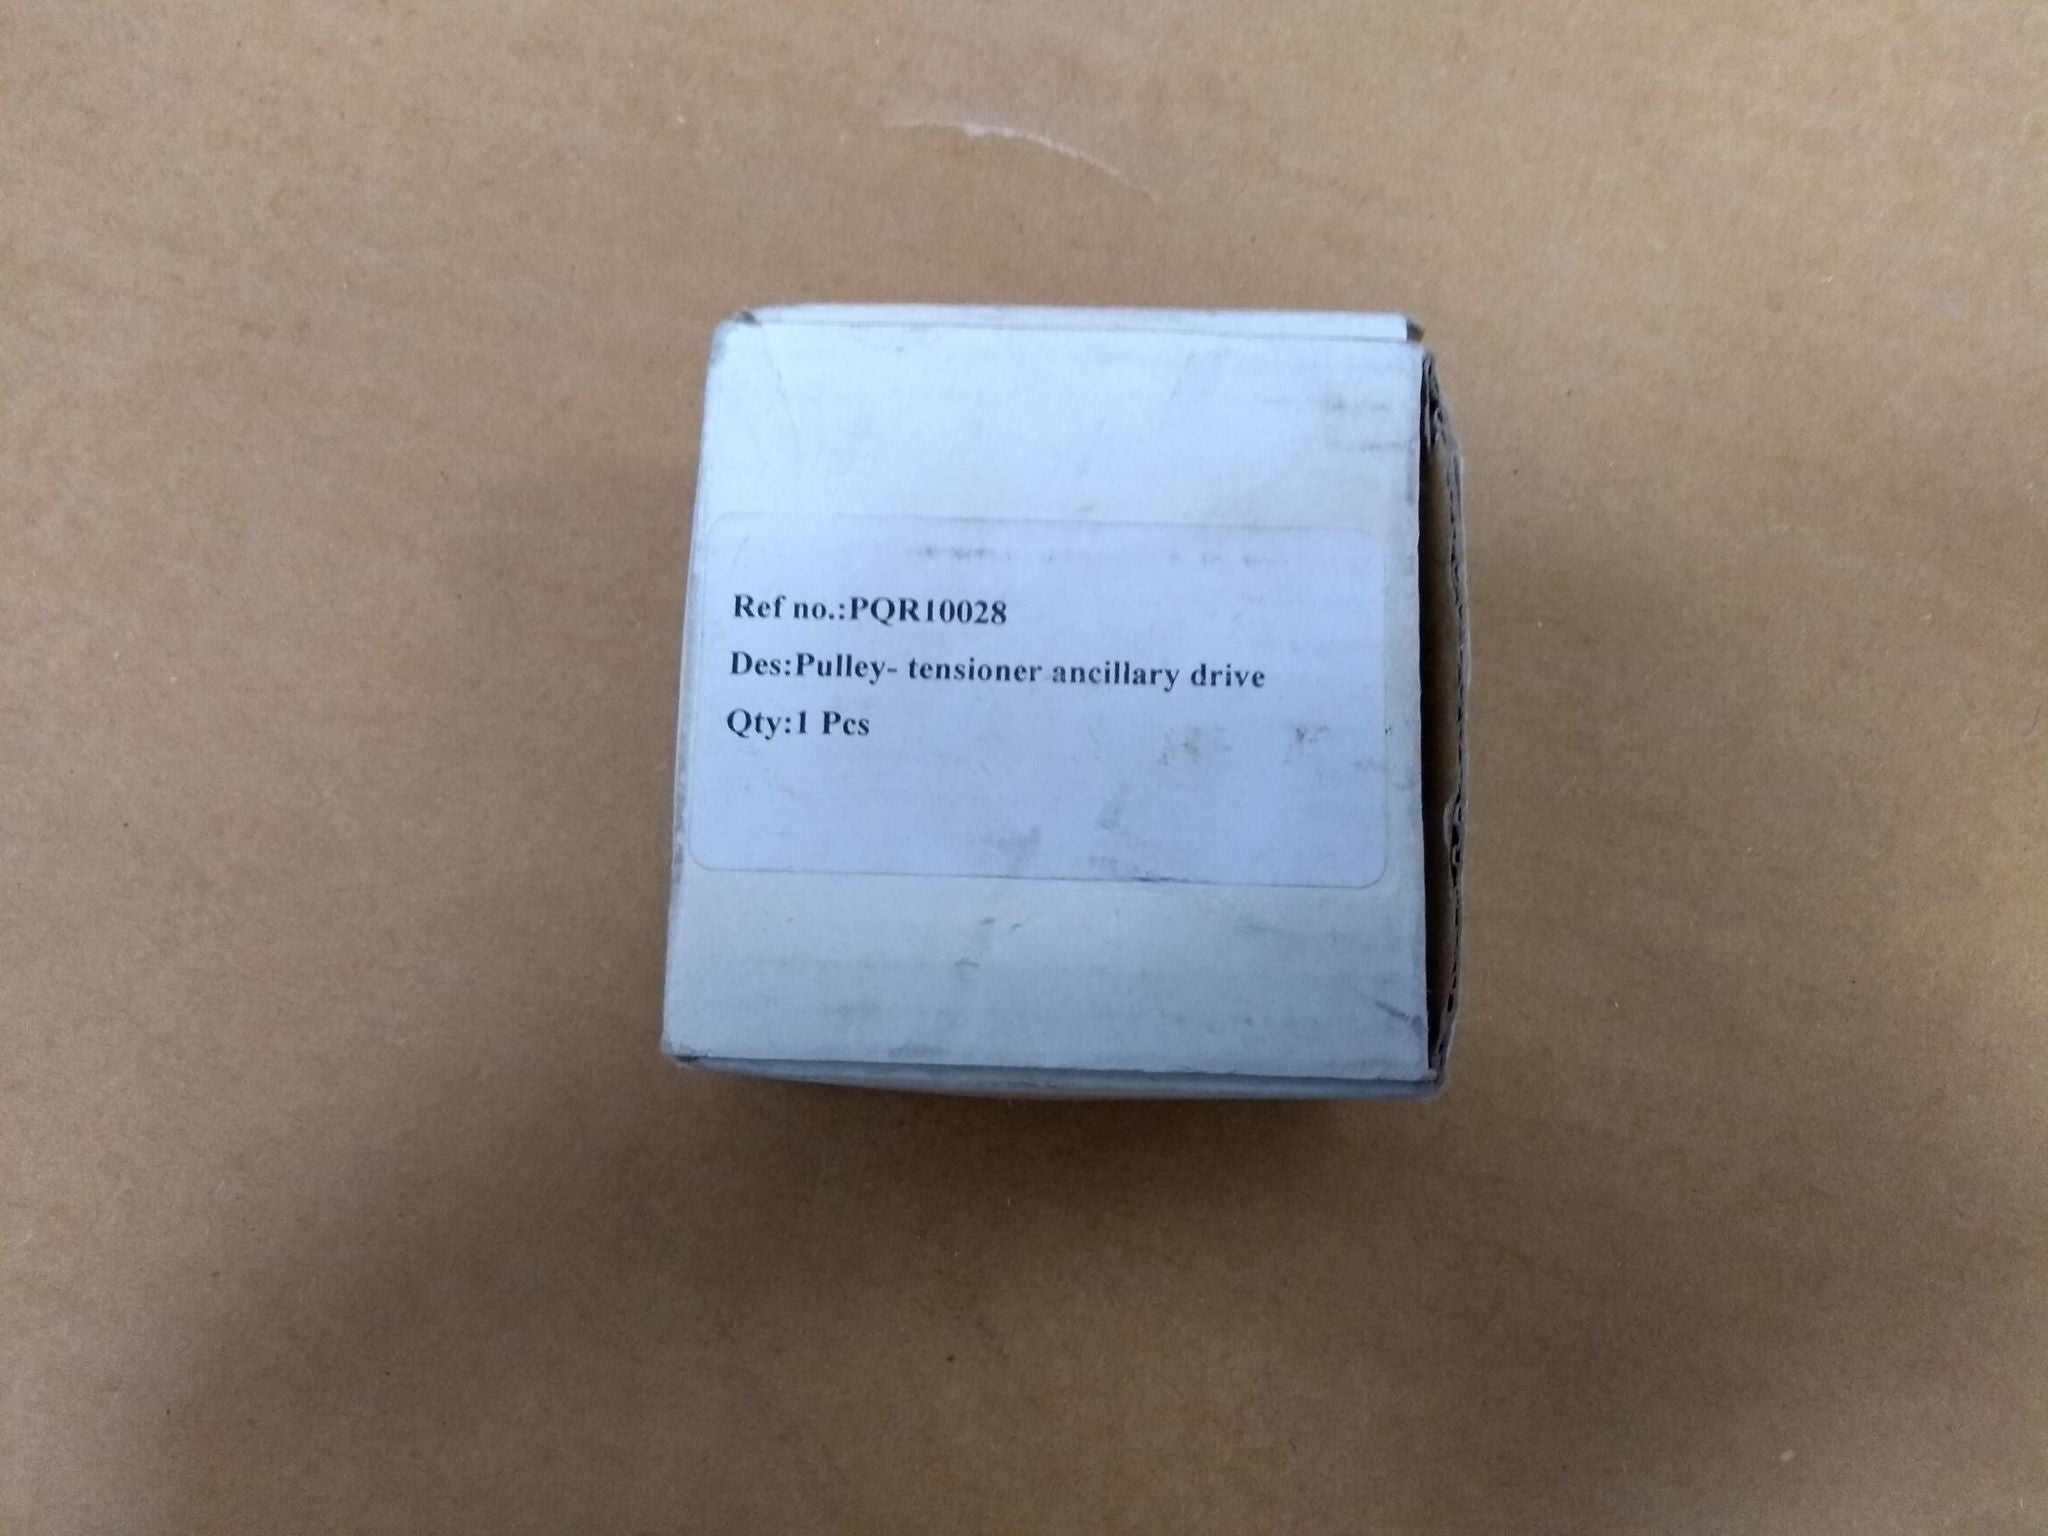 Ref no.:PQR10028
Des:Pulley- tensioner ancillary drive
Qty:1 Pcs